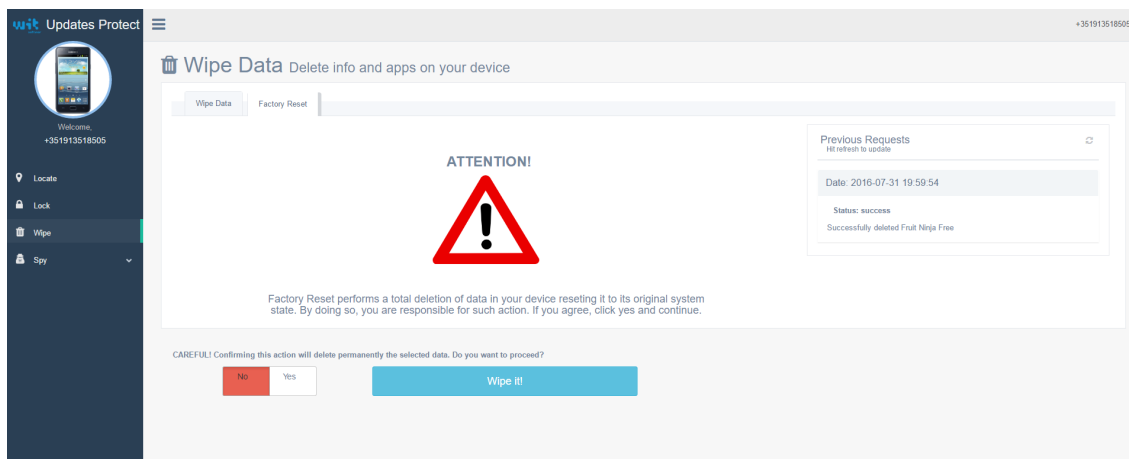 wit Updates Protect
+351913518505
Welcome,
+351913518505
Locate
Lock
Wipe
Spy
Wipe Data Delete info and apps on your device
Wipe Data Factory Reset
ATTENTION!
Factory Reset performs a total deletion of data in your device reseting it to its original system
state. By doing so, you are responsible for such action. If you agree, click yes and continue.
Previous Requests
Hit refresh to update
Date: 2016-07-31 19:59:54
Status: success
Successfully deleted Fruit Ninja Free
CAREFUL! Confirming this action will delete permanently the selected data. Do you want to proceed?
No Yes
Wipe it!